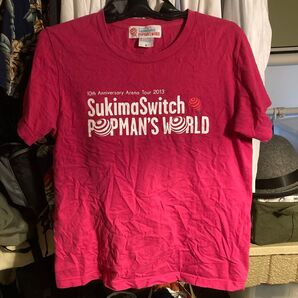 10th Anniversary Arena Tour 2013
SukimaSwitch
POPMAN'S WORLD